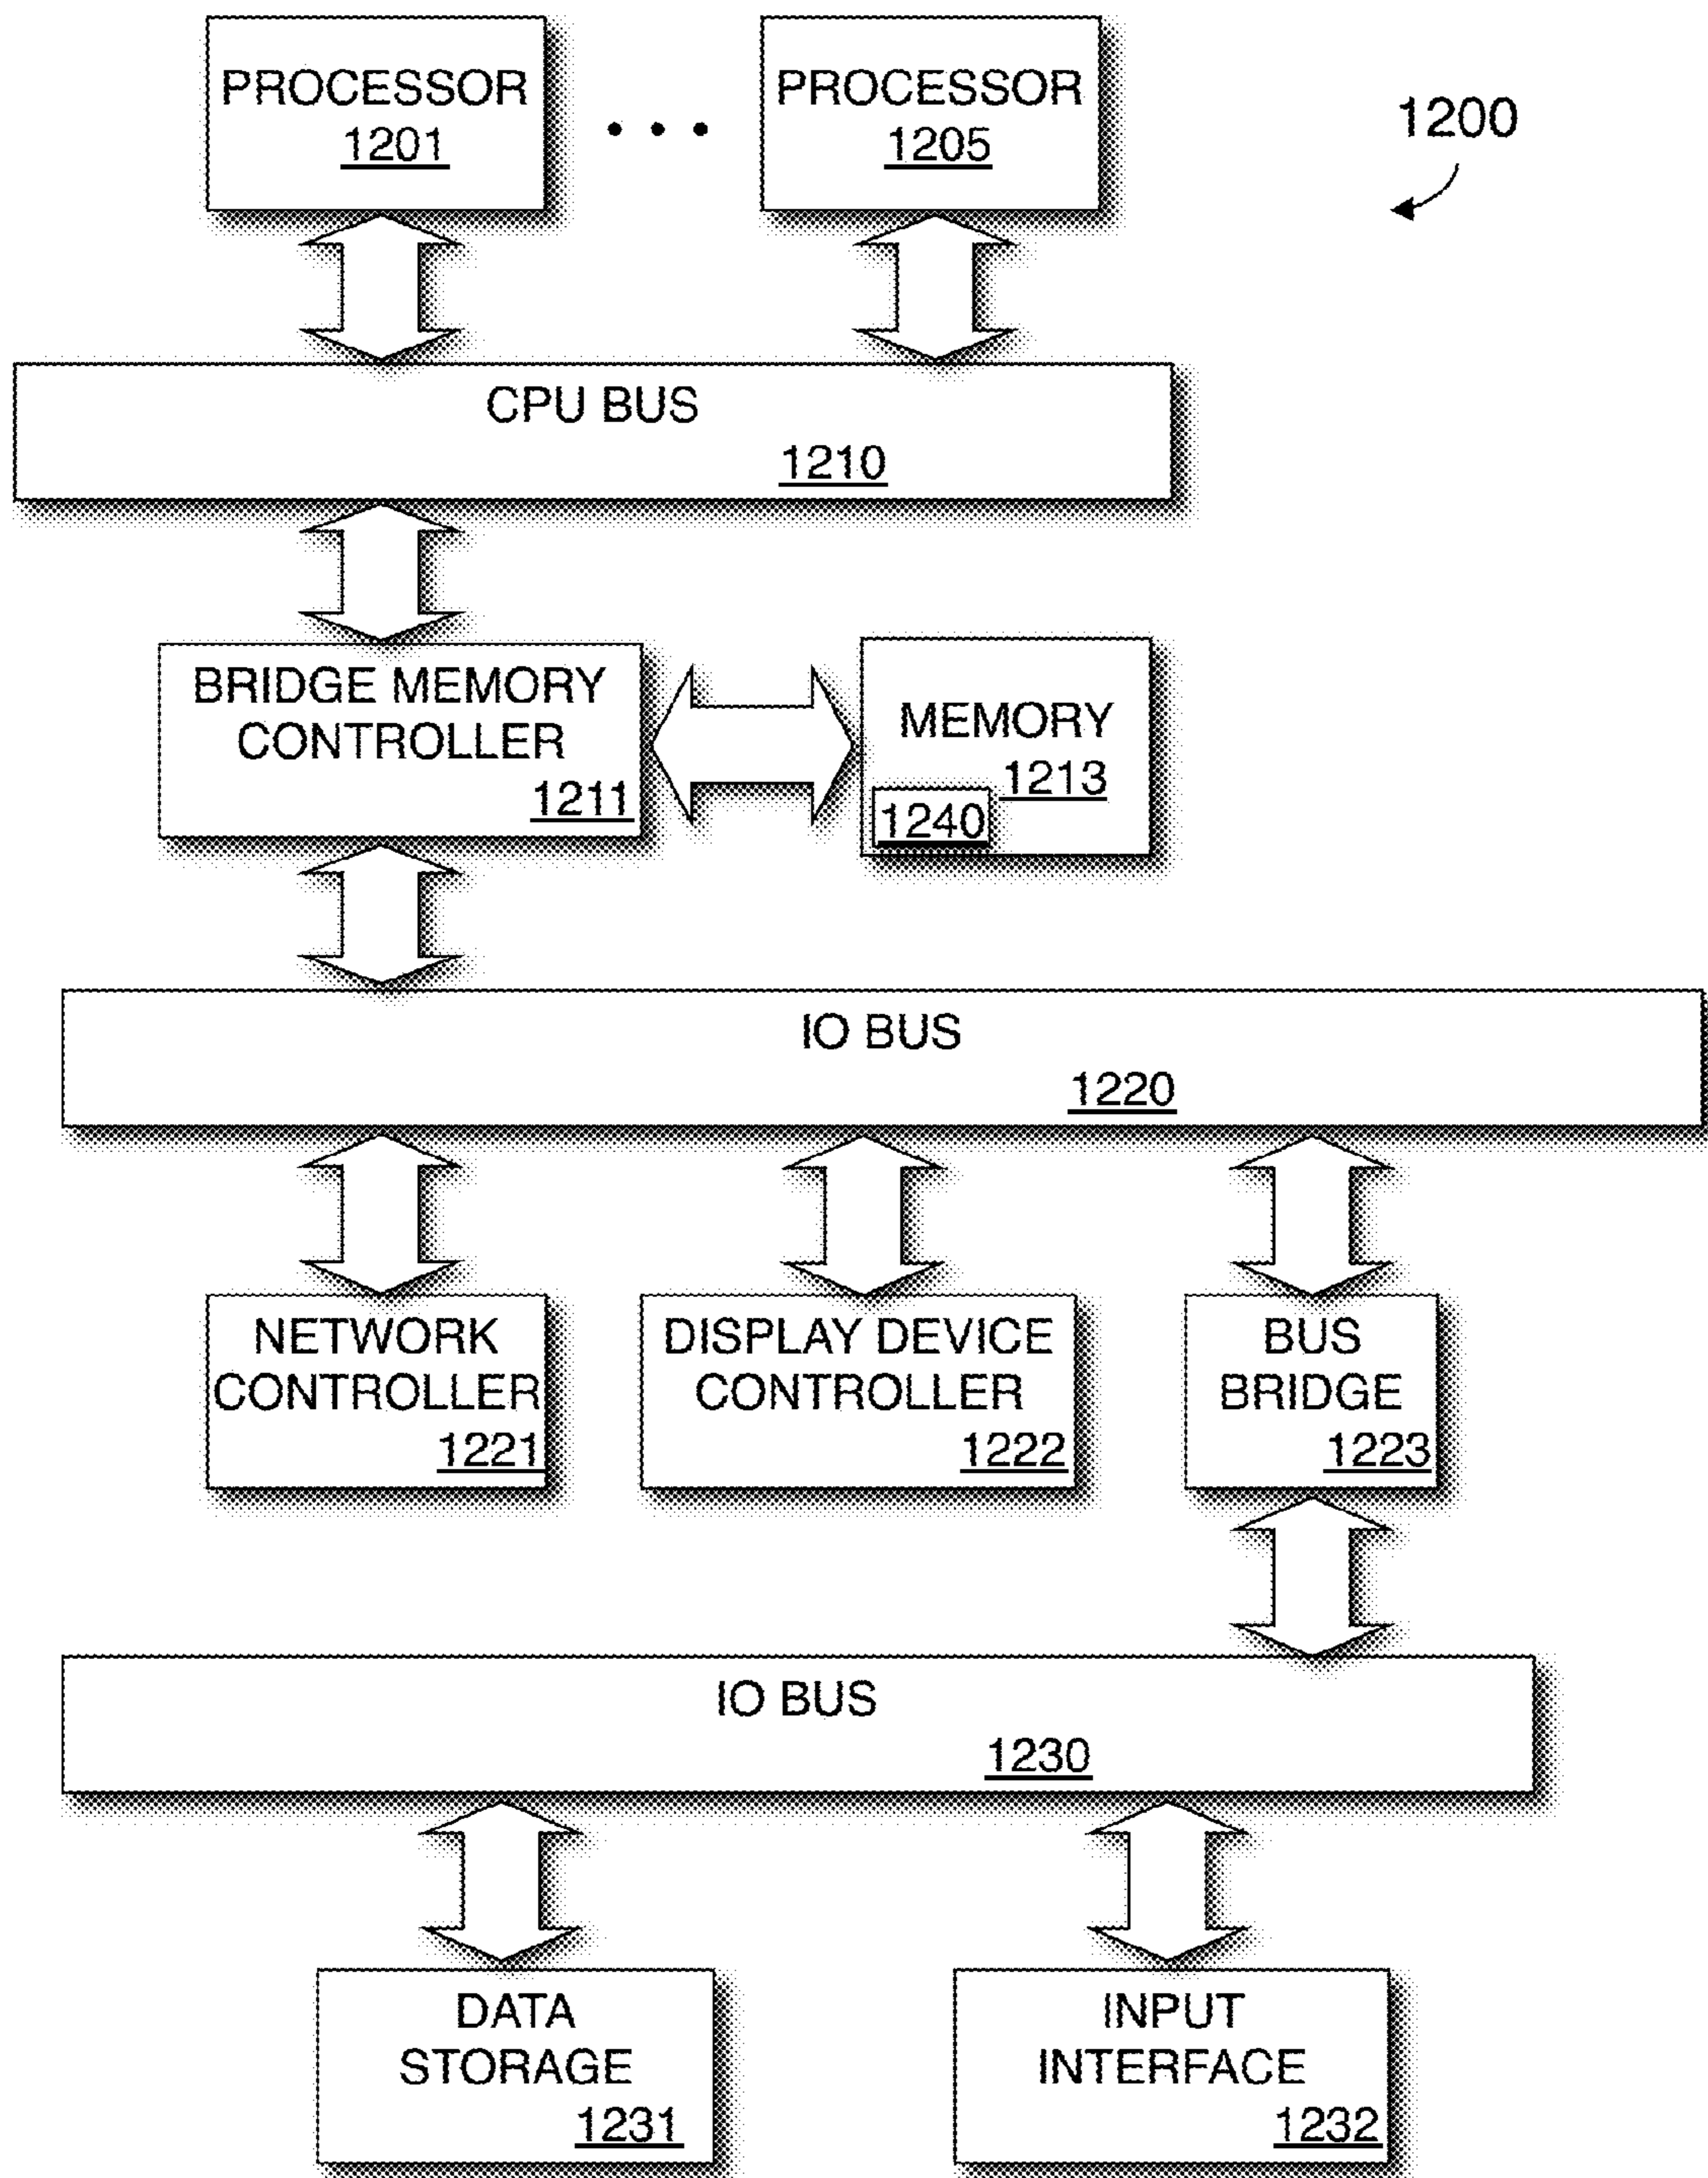 PROCESSOR
1201
. . .
PROCESSOR
1205
1200
CPU BUS
1210
BRIDGE MEMORY
CONTROLLER
1211
MEMORY
1213
1240
IO BUS
1220
NETWORK
CONTROLLER
1221
DISPLAY DEVICE
CONTROLLER
1222
BUS
BRIDGE
1223
IO BUS
1230
DATA
STORAGE
1231
INPUT
INTERFACE
1232